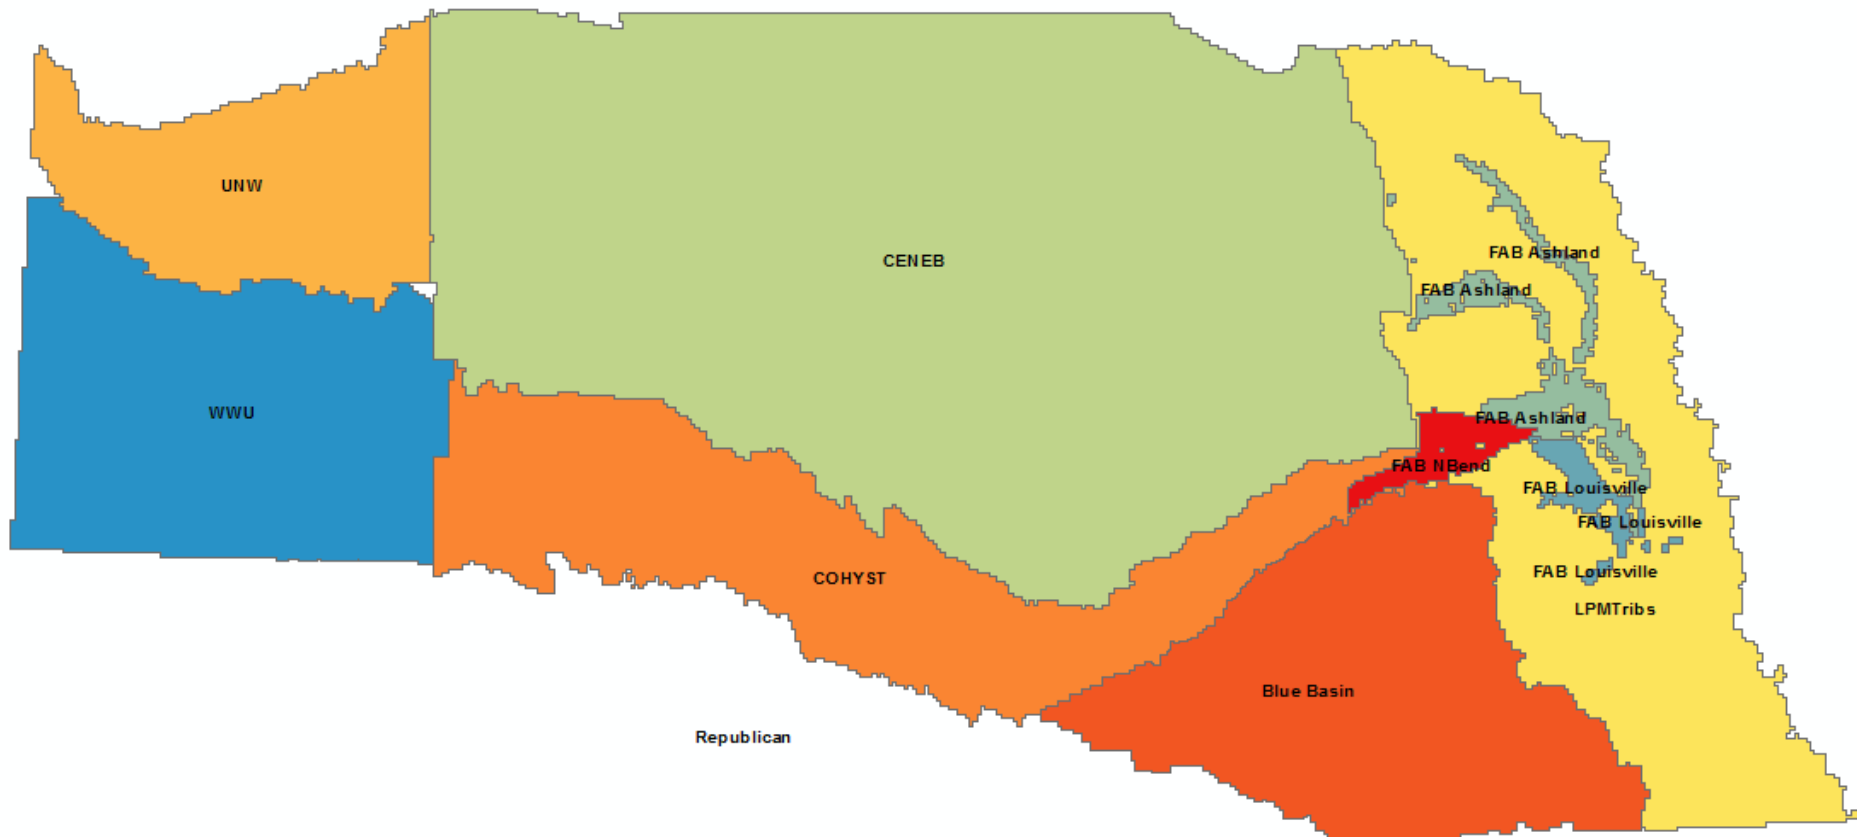 UNW
CENEB
FAB Ashland
FAB Ashland
WWU
FAB Ashland
FAB NBend
FAB Louisville
FAB Louisville
FAB Louisville
COHYST
LPMTribs
Blue Basin
Republican